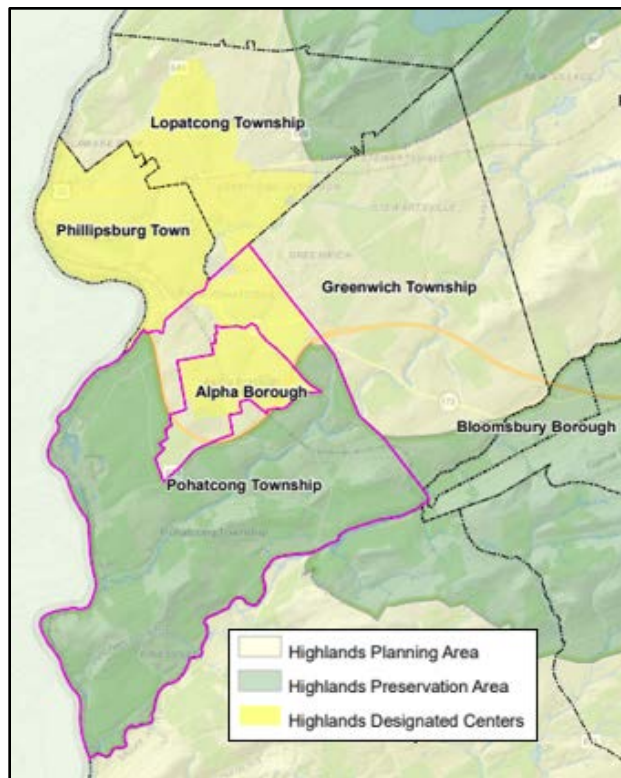 Lopatcong Township
Phillipsburg Town
Greenwich Township
Alpha Borough
Bloomsbury Borough
Pohatcong Township
Highlands Planning Area
Highlands Preservation Area
Highlands Designated Centers